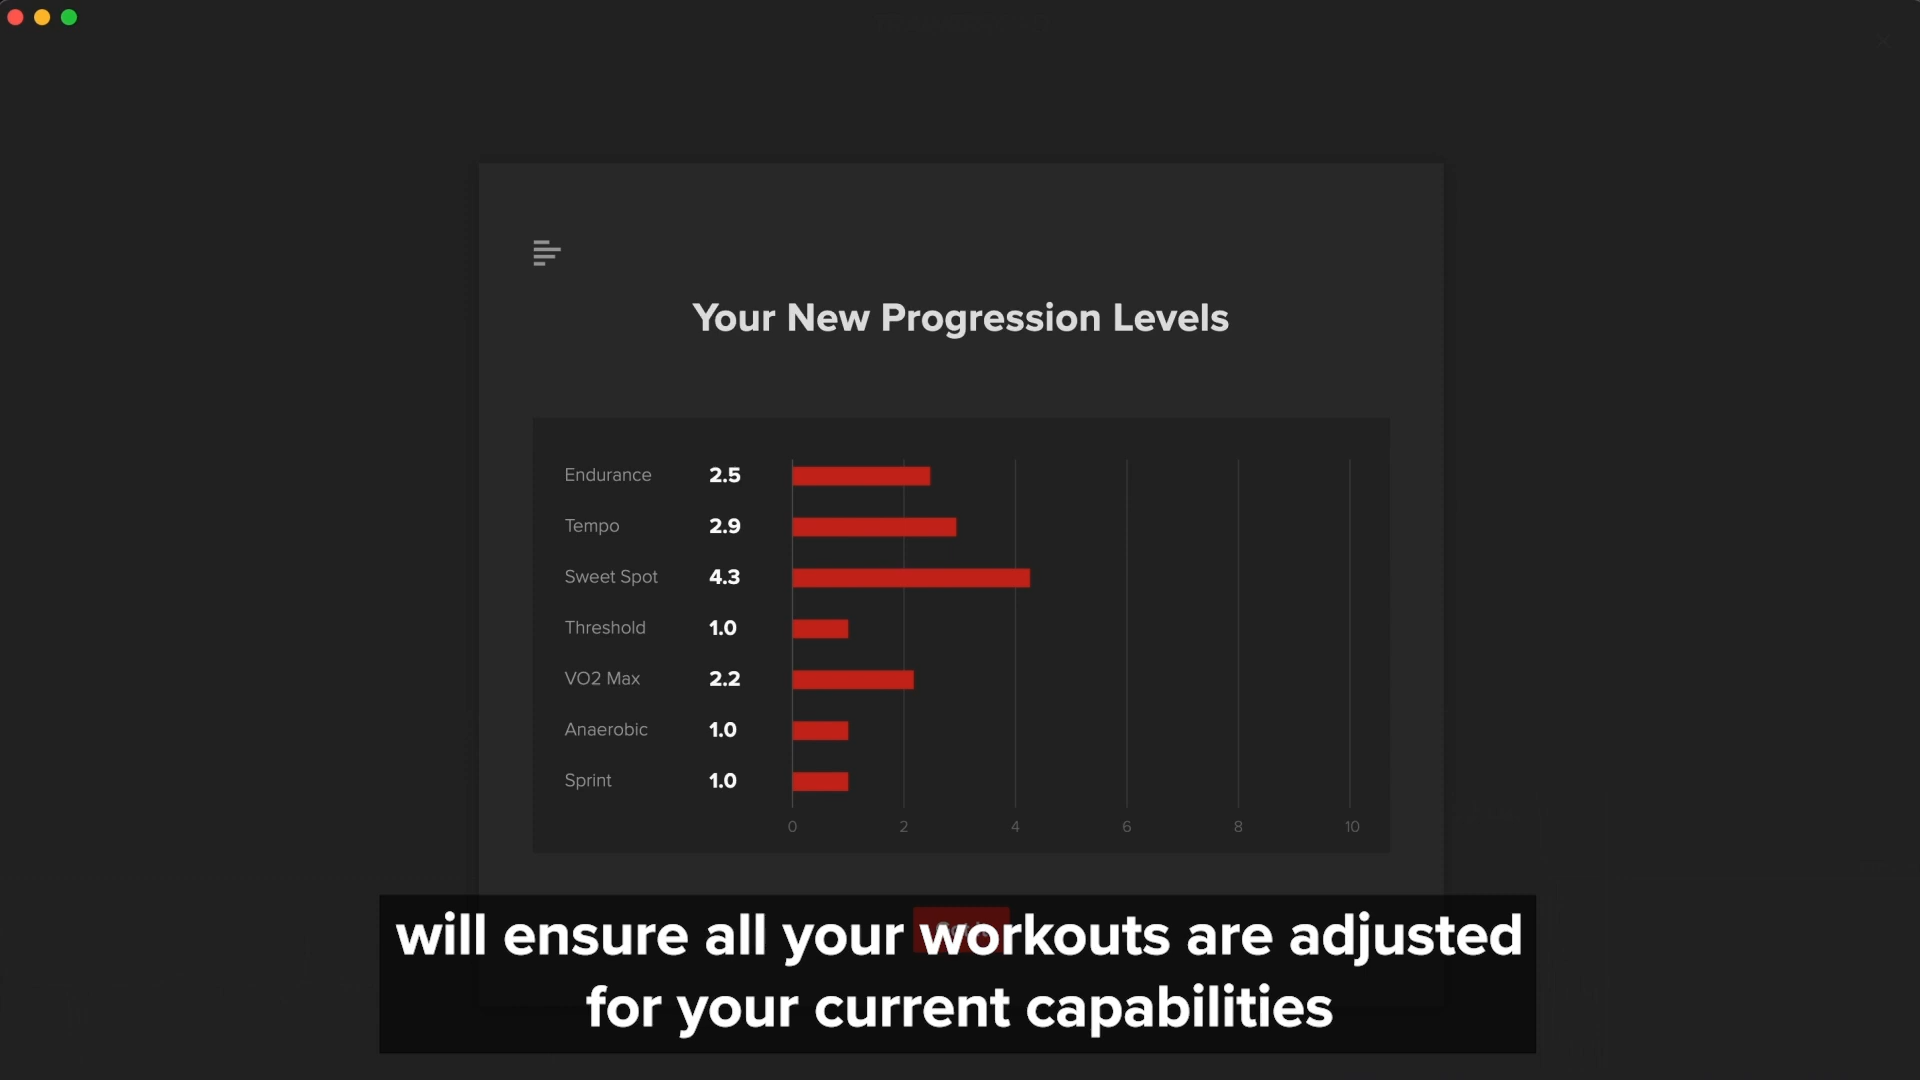 Your New Progression Levels
Endurance 2.5
Tempo 2.9
Sweet Spot 4.3
Threshold 1.0
VO2 Max 2.2
Anaerobic 1.0
Sprint 1.0
0 2 4 6 8 10
will ensure all your workouts are adjusted
for your current capabilities